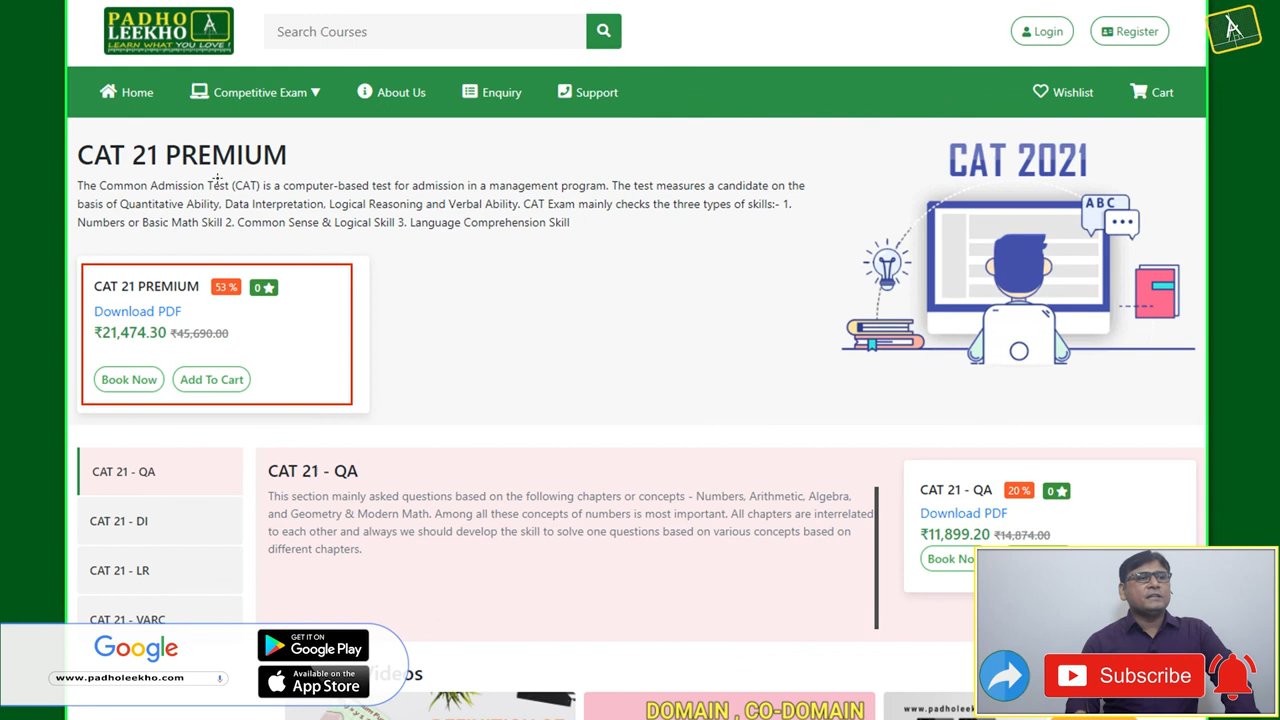 PADHO
LEEKHO
LEARN WHAT YOU LOVE !
Search Courses
Login
Register
Home
Competitive Exam ▼
About Us
Enquiry
Support
Wishlist
Cart
CAT 21 PREMIUM
The Common Admission Test (CAT) is a computer-based test for admission in a management program. The test measures a candidate on the
basis of Quantitative Ability, Data Interpretation, Logical Reasoning and Verbal Ability. CAT Exam mainly checks the three types of skills:- 1.
Numbers or Basic Math Skill 2. Common Sense & Logical Skill 3. Language Comprehension Skill
CAT 2021
ABC
CAT 21 PREMIUM 53 % 0 ★
Download PDF
₹21,474.30 ₹45,690.00
Book Now
Add To Cart
CAT 21 - QA
CAT 21 - DI
CAT 21 - LR
CAT 21 - VARC
CAT 21 - QA
This section mainly asked questions based on the following chapters or concepts - Numbers, Arithmetic, Algebra,
and Geometry & Modern Math. Among all these concepts of numbers is most important. All chapters are interrelated
to each other and always we should develop the skill to solve one questions based on various concepts based on
different chapters.
CAT 21 - QA 20 % 0 ★
Download PDF
₹11,899.20 ₹14,874.00
Book No
Google
www.padholeekho.com
GET IT ON
Google Play
Available on the
App Store
Videos
DOMAIN , CO-DOMAIN
Subscribe